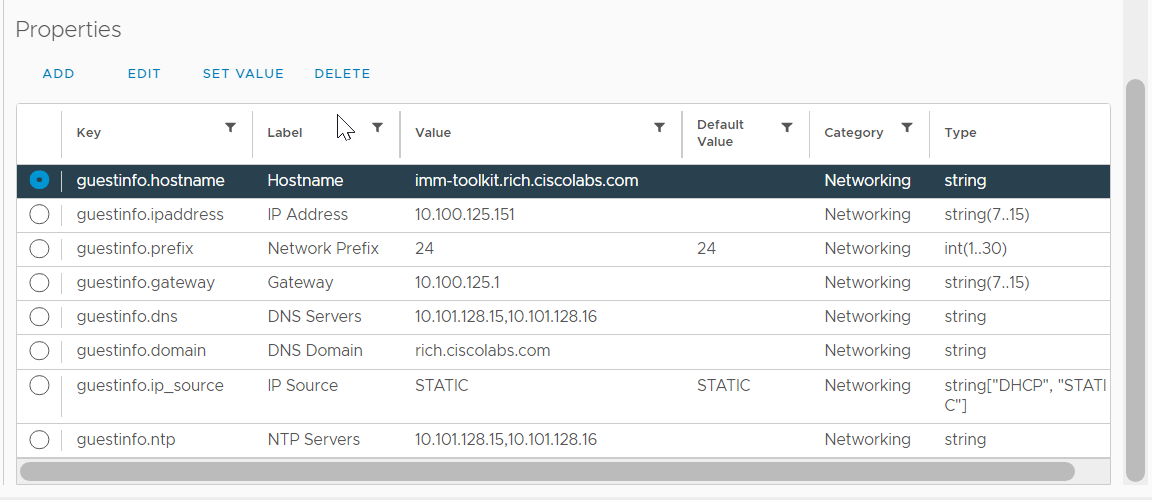 Properties
ADD EDIT SET VALUE DELETE
Key Label Value Default Value Category Type
guestinfo.hostname Hostname imm-toolkit.rich.ciscolabs.com Networking string
guestinfo.ipaddress IP Address 10.100.125.151 Networking string(7..15)
guestinfo.prefix Network Prefix 24 24 Networking int(1..30)
guestinfo.gateway Gateway 10.100.125.1 Networking string(7..15)
guestinfo.dns DNS Servers 10.101.128.15,10.101.128.16 Networking string
guestinfo.domain DNS Domain rich.ciscolabs.com Networking string
guestinfo.ip_source IP Source STATIC STATIC Networking string["DHCP", "STATI
C"]
guestinfo.ntp NTP Servers 10.101.128.15,10.101.128.16 Networking string